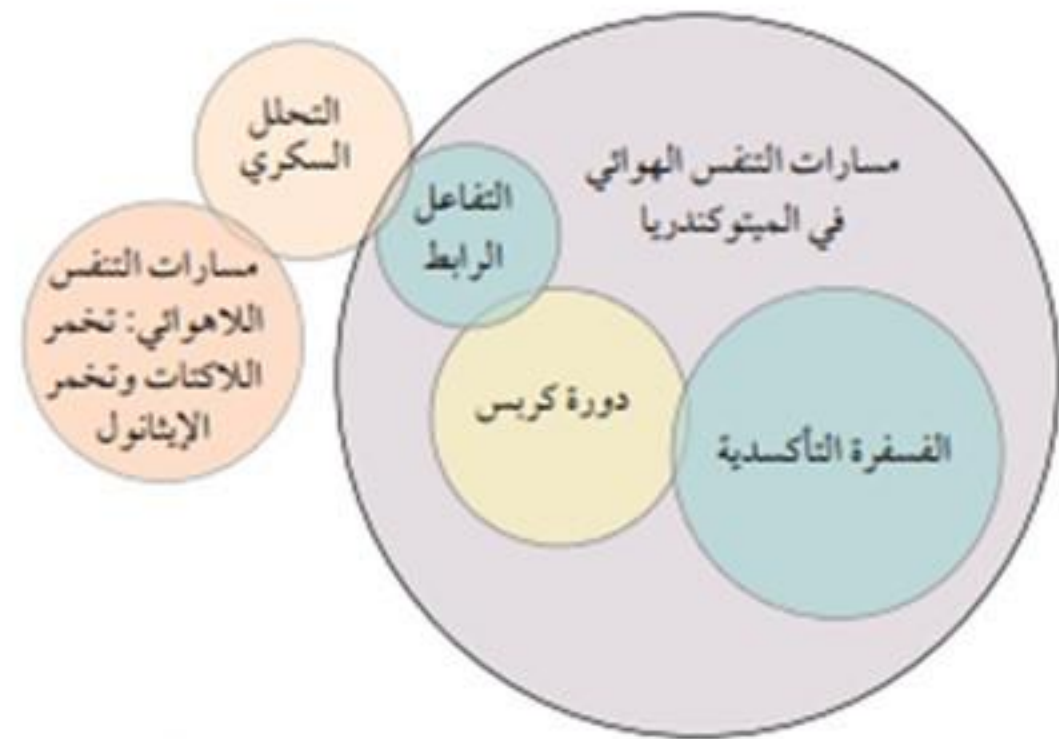 التحلل
السكري
مسارات التنفس الهوائي
في الميتوكندريا
التفاعل
الرابط
مسارات التنفس
اللاهوائي: تخمر
اللاكتات وتخمر
الإيثانول
دورة كربس
الفسفرة التأكسدية